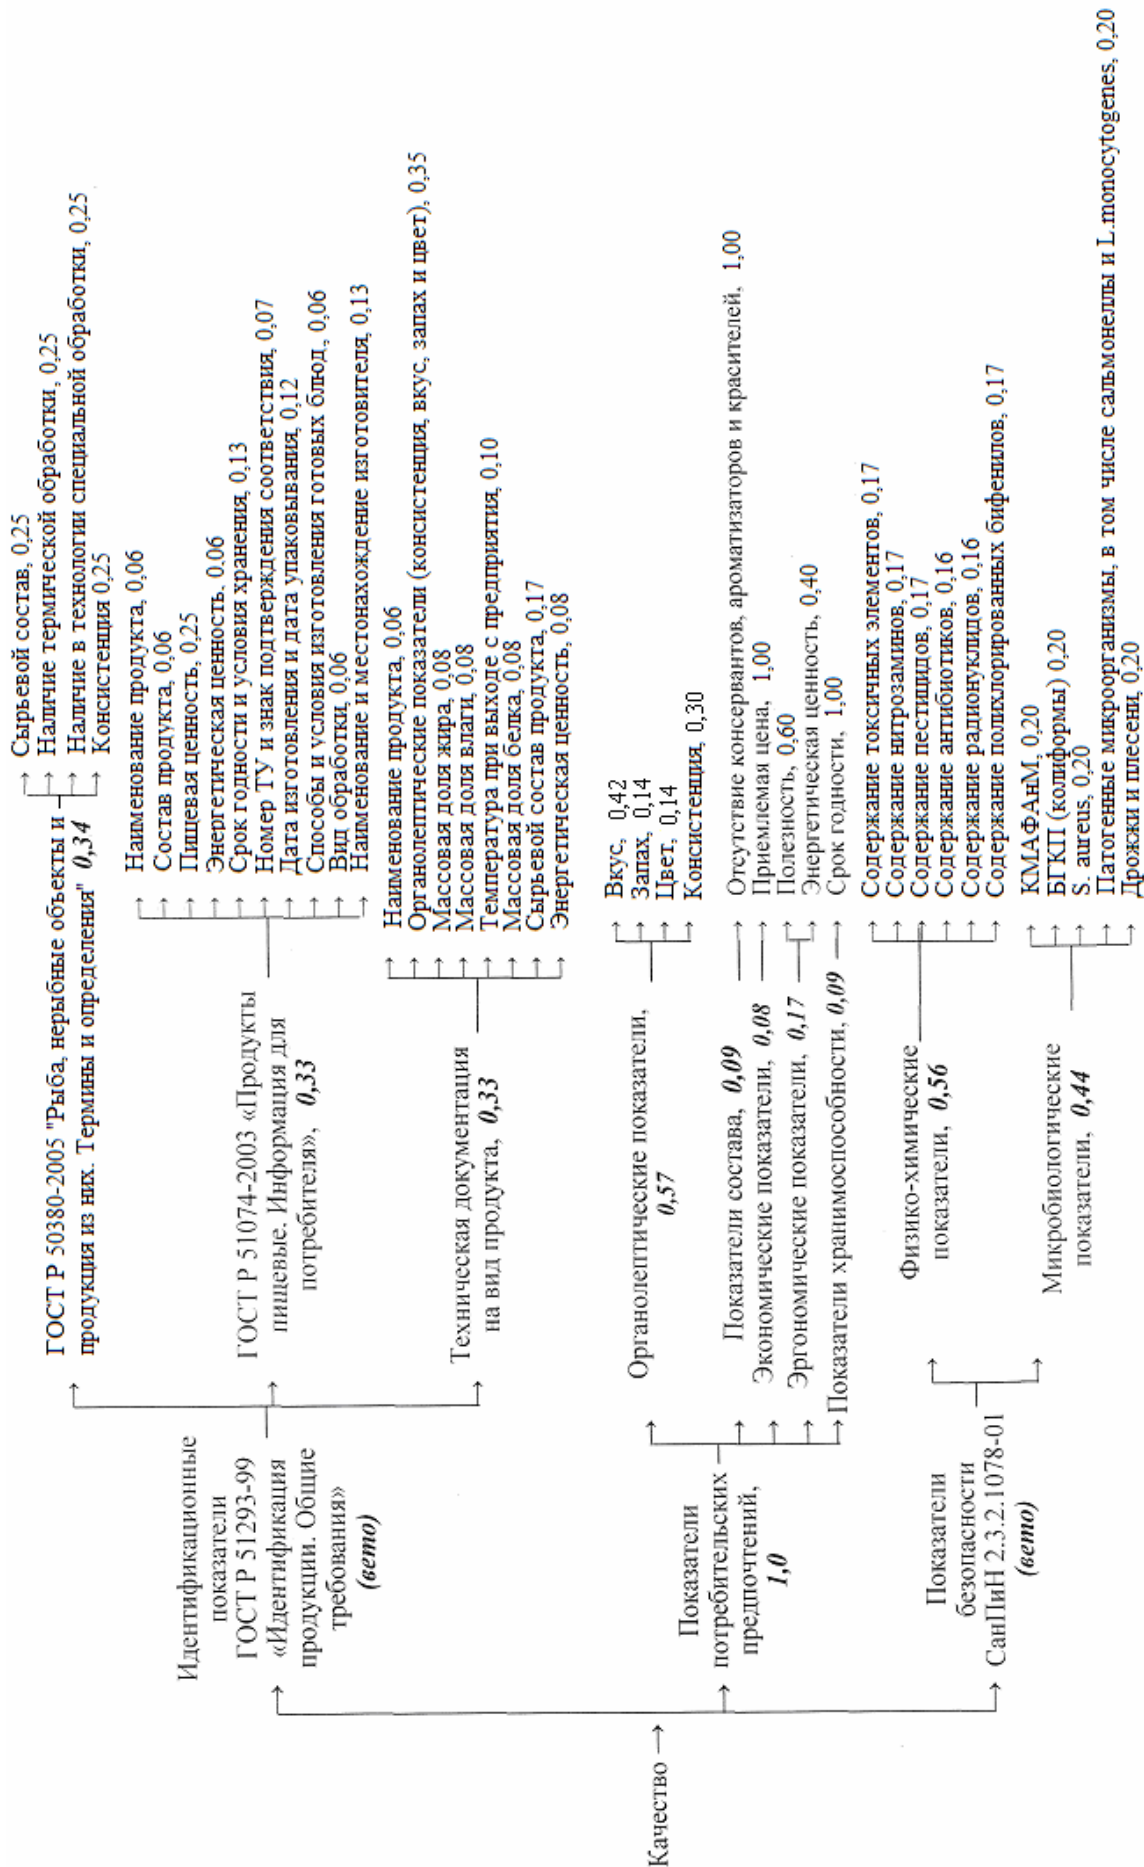 Качество
Идентификационные
показатели
ГОСТ Р 51293-99
«Идентификация
продукции. Общие
требования»
(вето)
ГОСТ Р 50380-2005 "Рыба, нерыбные объекты и
продукция из них. Термины и определения" 0,34
Сырьевой состав, 0,25
Наличие термической обработки, 0,25
Наличие в технологии специальной обработки, 0,25
Консистенция 0,25
ГОСТ Р 51074-2003 «Продукты
пищевые. Информация для
потребителя», 0,33
Наименование продукта, 0,06
Состав продукта, 0,06
Пищевая ценность, 0,25
Энергетическая ценность, 0,06
Срок годности и условия хранения, 0,13
Номер ТУ и знак подтверждения соответствия, 0,07
Дата изготовления и дата упаковывания, 0,12
Способы и условия изготовления готовых блюд, 0,06
Вид обработки, 0,06
Наименование и местонахождение изготовителя, 0,13
Техническая документация
на вид продукта, 0,33
Наименование продукта, 0,06
Органолептические показатели (консистенция, вкус, запах и цвет), 0,35
Массовая доля жира, 0,08
Массовая доля влаги, 0,08
Температура при выходе с предприятия, 0,10
Массовая доля белка, 0,08
Сырьевой состав продукта, 0,17
Энергетическая ценность, 0,08
Показатели
потребительских
предпочтений,
1,0
Органолептические показатели,
0,57
Вкус, 0,42
Запах, 0,14
Цвет, 0,14
Консистенция, 0,30
Показатели состава, 0,09
Отсутствие консервантов, ароматизаторов и красителей, 1,00
Экономические показатели, 0,08
Приемлемая цена, 1,00
Эргономические показатели, 0,17
Полезность, 0,60
Энергетическая ценность, 0,40
Показатели хранимоспособности, 0,09
Срок годности, 1,00
Показатели
безопасности
СанПиН 2.3.2.1078-01
(вето)
Физико-химические
показатели, 0,56
Содержание токсичных элементов, 0,17
Содержание нитрозаминов, 0,17
Содержание пестицидов, 0,17
Содержание антибиотиков, 0,16
Содержание радионуклидов, 0,16
Содержание полихлорированных бифенилов, 0,17
Микробиологические
показатели, 0,44
КМАФАнМ, 0,20
БГКП (колиформы) 0,20
S. aureus, 0,20
Патогенные микроорганизмы, в том числе сальмонеллы и L.monocytogenes, 0,20
Дрожжи и плесени, 0,20